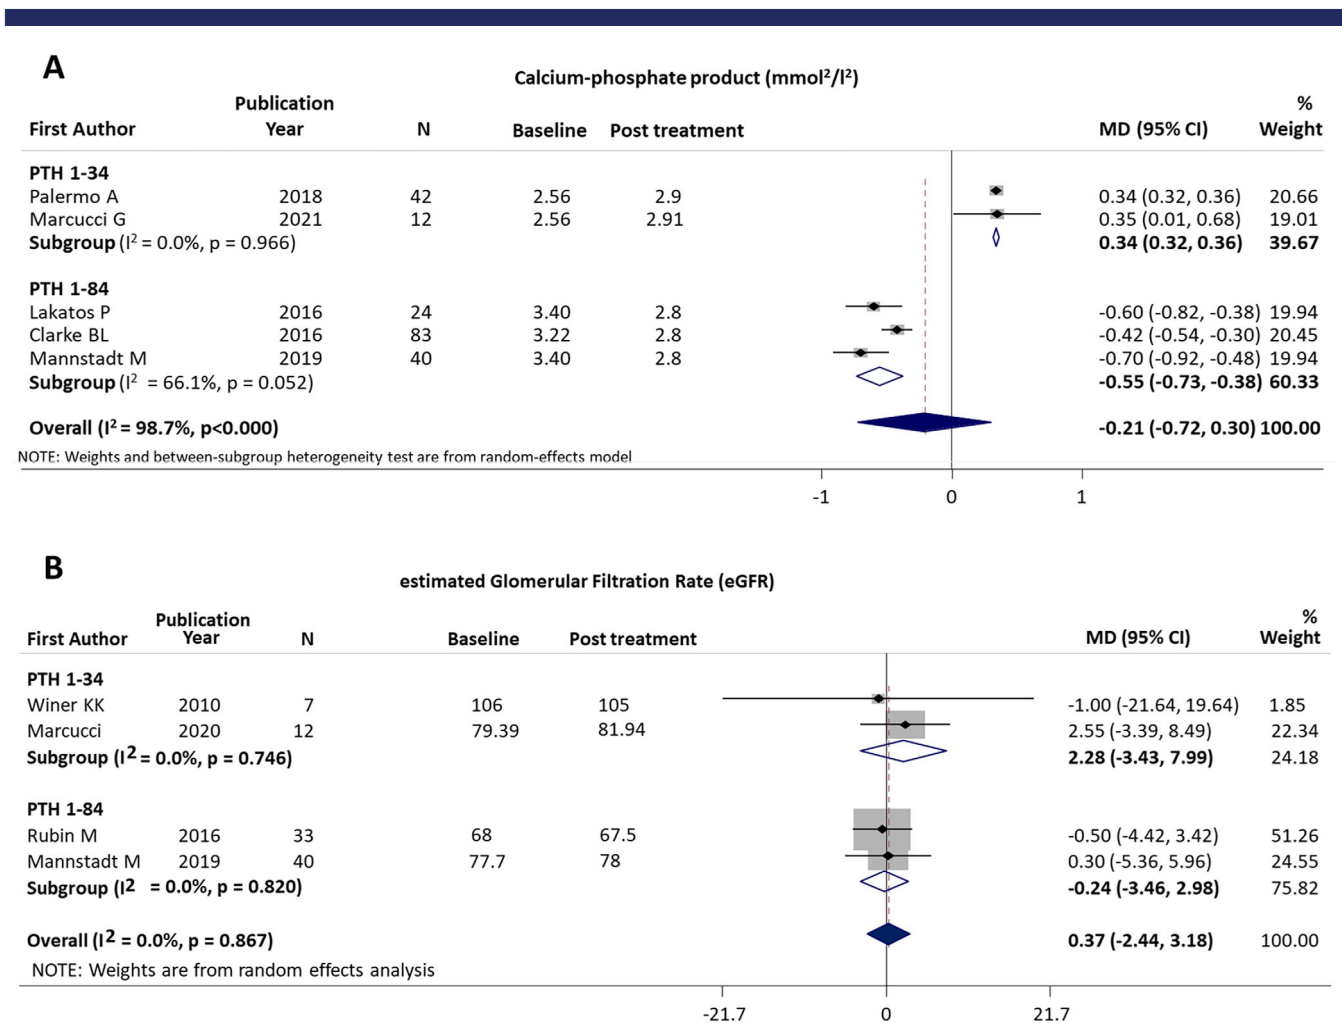 A
Calcium-phosphate product (mmol²/l²)
Publication %
First Author Year N Baseline Post treatment MD (95% CI) Weight
PTH 1-34
Palermo A 2018 42 2.56 2.9 0.34 (0.32, 0.36) 20.66
Marcucci G 2021 12 2.56 2.91 0.35 (0.01, 0.68) 19.01
Subgroup (I² = 0.0%, p = 0.966) 0.34 (0.32, 0.36) 39.67
PTH 1-84
Lakatos P 2016 24 3.40 2.8 -0.60 (-0.82, -0.38) 19.94
Clarke BL 2016 83 3.22 2.8 -0.42 (-0.54, -0.30) 20.45
Mannstadt M 2019 40 3.40 2.8 -0.70 (-0.92, -0.48) 19.94
Subgroup (I² = 66.1%, p = 0.052) -0.55 (-0.73, -0.38) 60.33
Overall (I² = 98.7%, p<0.000) -0.21 (-0.72, 0.30) 100.00
NOTE: Weights and between-subgroup heterogeneity test are from random-effects model
-1 0 1
B
estimated Glomerular Filtration Rate (eGFR)
Publication %
First Author Year N Baseline Post treatment MD (95% CI) Weight
PTH 1-34
Winer KK 2010 7 106 105 -1.00 (-21.64, 19.64) 1.85
Marcucci 2020 12 79.39 81.94 2.55 (-3.39, 8.49) 22.34
Subgroup (I2 = 0.0%, p = 0.746) 2.28 (-3.43, 7.99) 24.18
PTH 1-84
Rubin M 2016 33 68 67.5 -0.50 (-4.42, 3.42) 51.26
Mannstadt M 2019 40 77.7 78 0.30 (-5.36, 5.96) 24.55
Subgroup (I2 = 0.0%, p = 0.820) -0.24 (-3.46, 2.98) 75.82
Overall (I2 = 0.0%, p = 0.867) 0.37 (-2.44, 3.18) 100.00
NOTE: Weights are from random effects analysis
-21.7 0 21.7